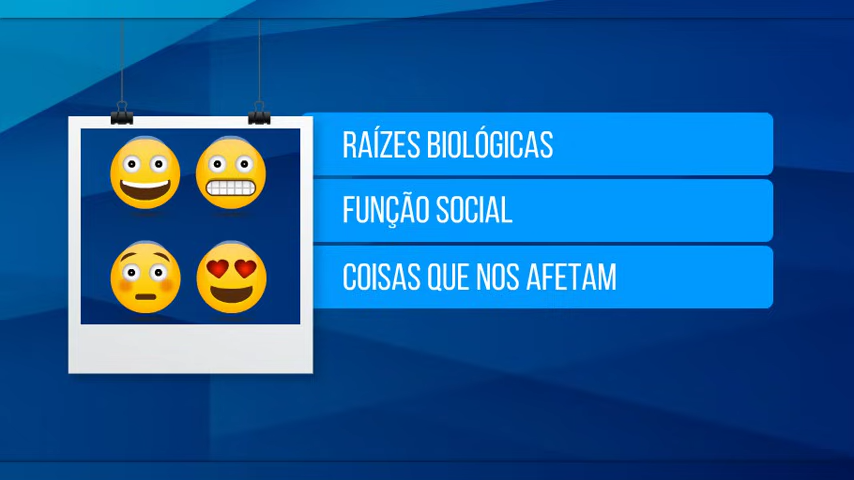 RAÍZES BIOLÓGICAS
FUNÇÃO SOCIAL
COISAS QUE NOS AFETAM